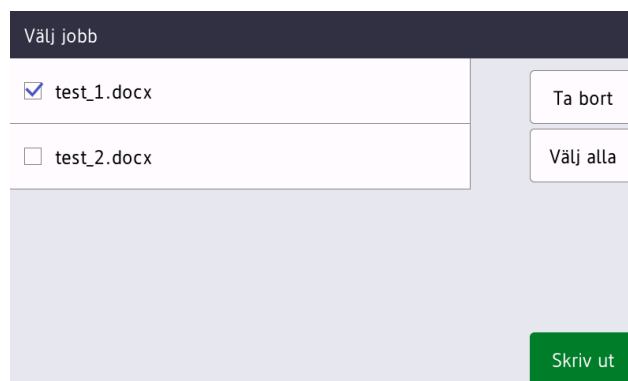 Välj jobb
test_1.docx
Ta bort
test_2.docx
Välj alla
Skriv ut